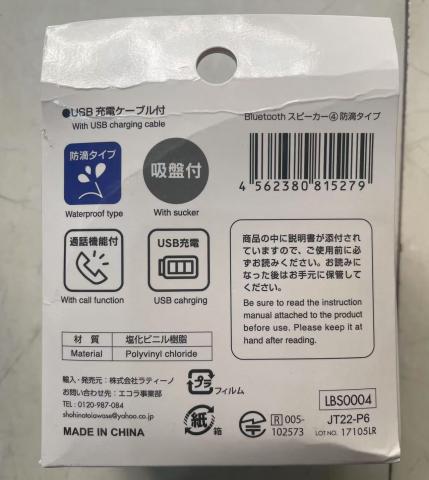 ●USB 充電ケーブル付
With USB charging cable
Bluetooth スピーカー④防滴タイプ
4 562380 815279
防滴タイプ
Waterproof type
吸盤付
With sucker
通話機能付
With call function
USB充電
USB cahrging
商品の中に説明書が添付され
ていますので、ご使用前に必
ずお読みください。お読みに
なった後はお手元に保管して
ください。
Be sure to read the instruction
manual attached to the product
before use. Please keep it at
hand after reading.
材 質 塩化ビニル樹脂
Material Polyvinyl chloride
輸入・発売元：株式会社ラティーノ
お問い合わせ先：エコラ事業部
TEL：0120-987-084
shohinotoiawase@yahoo.co.jp
MADE IN CHINA
プラ
フィルム
紙
箱
R 005-
102573
LBS0004
JT22-P6
LOT NO. 17105LR